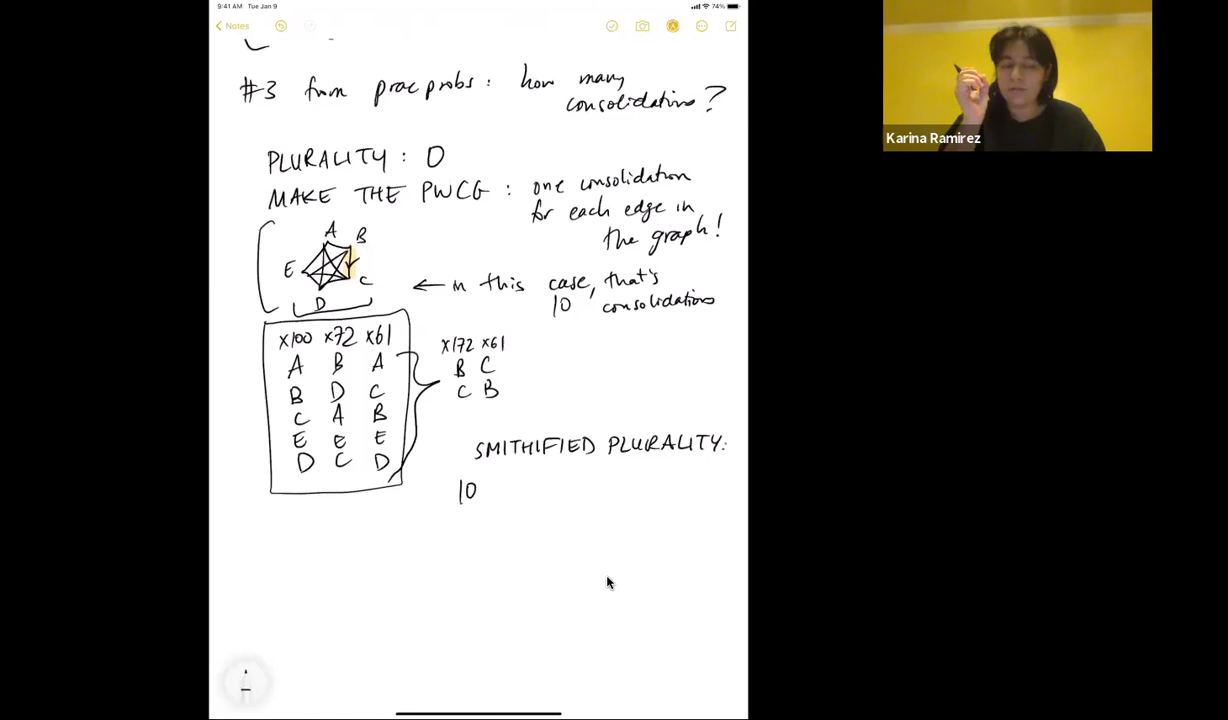 9:41 AM Tue Jan 9
74%
Notes
#3 from prac probs: how many
consolidations?
PLURALITY: 0
MAKE THE PWCG: one consolidation
for each edge in
the graph!
A
B
E
C
D
← in this case, that's
10 consolidations
x100 x72 x61
A B A
B D C
C A B
E E E
D C D
x172 x61
B C
C B
SMITHIFIED PLURALITY:
10
Karina Ramirez